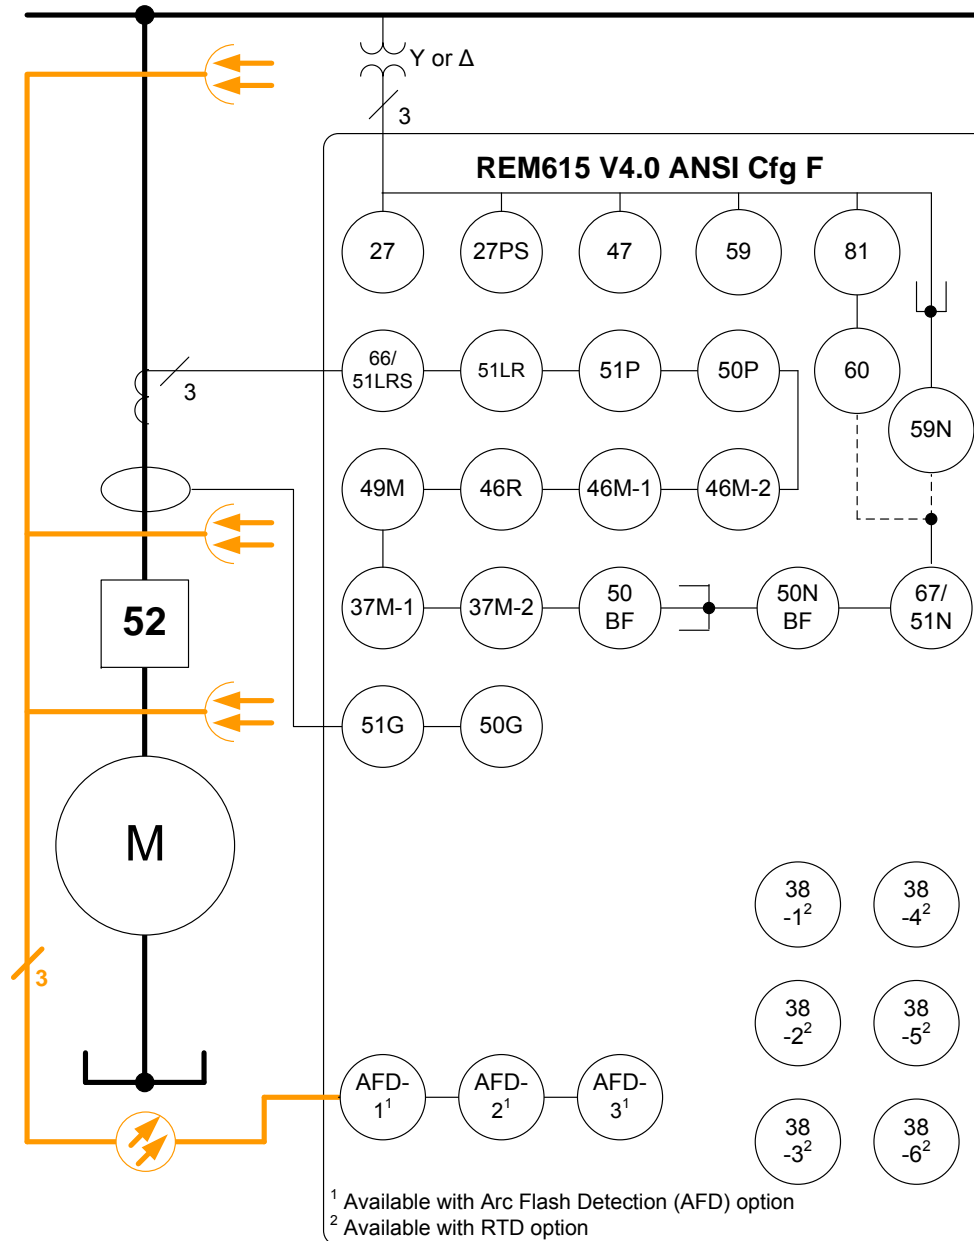 Y or Δ
3
REM615 V4.0 ANSI Cfg F
27
27PS
47
59
81
66/
51LRS
51LR
51P
50P
60
3
59N
49M
46R
46M-1
46M-2
52
37M-1
37M-2
50
BF
50N
BF
67/
51N
51G
50G
M
38
-1²
38
-4²
3
38
-2²
38
-5²
AFD-
1¹
AFD-
2¹
AFD-
3¹
38
-3²
38
-6²
¹ Available with Arc Flash Detection (AFD) option
² Available with RTD option